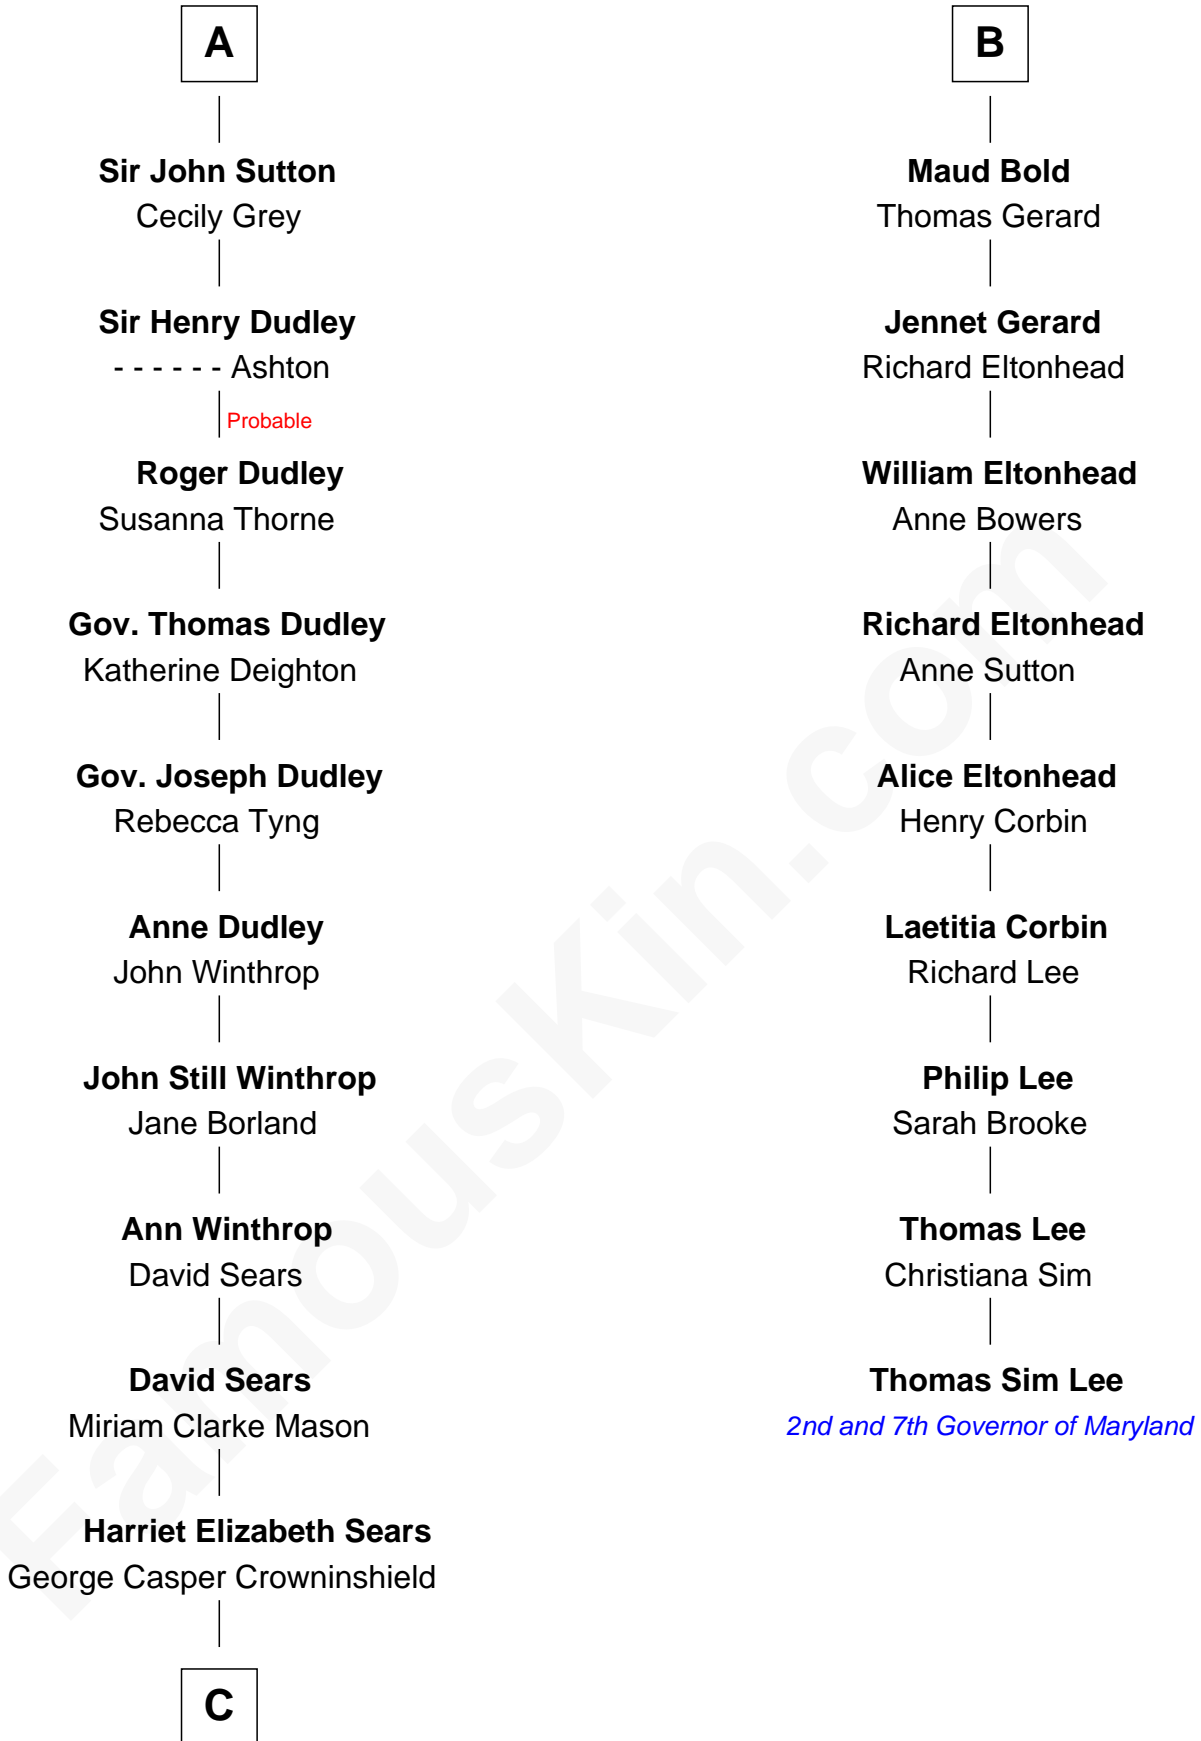 A
Sir John Sutton
Cecily Grey
Sir Henry Dudley
- - - - - - Ashton
Probable
Roger Dudley
Susanna Thorne
Gov. Thomas Dudley
Katherine Deighton
Gov. Joseph Dudley
Rebecca Tyng
Anne Dudley
John Winthrop
John Still Winthrop
Jane Borland
Ann Winthrop
David Sears
David Sears
Miriam Clarke Mason
Harriet Elizabeth Sears
George Casper Crowninshield
C
B
Maud Bold
Thomas Gerard
Jennet Gerard
Richard Eltonhead
William Eltonhead
Anne Bowers
Richard Eltonhead
Anne Sutton
Alice Eltonhead
Henry Corbin
Laetitia Corbin
Richard Lee
Philip Lee
Sarah Brooke
Thomas Lee
Christiana Sim
Thomas Sim Lee
2nd and 7th Governor of Maryland
FamousKin.com